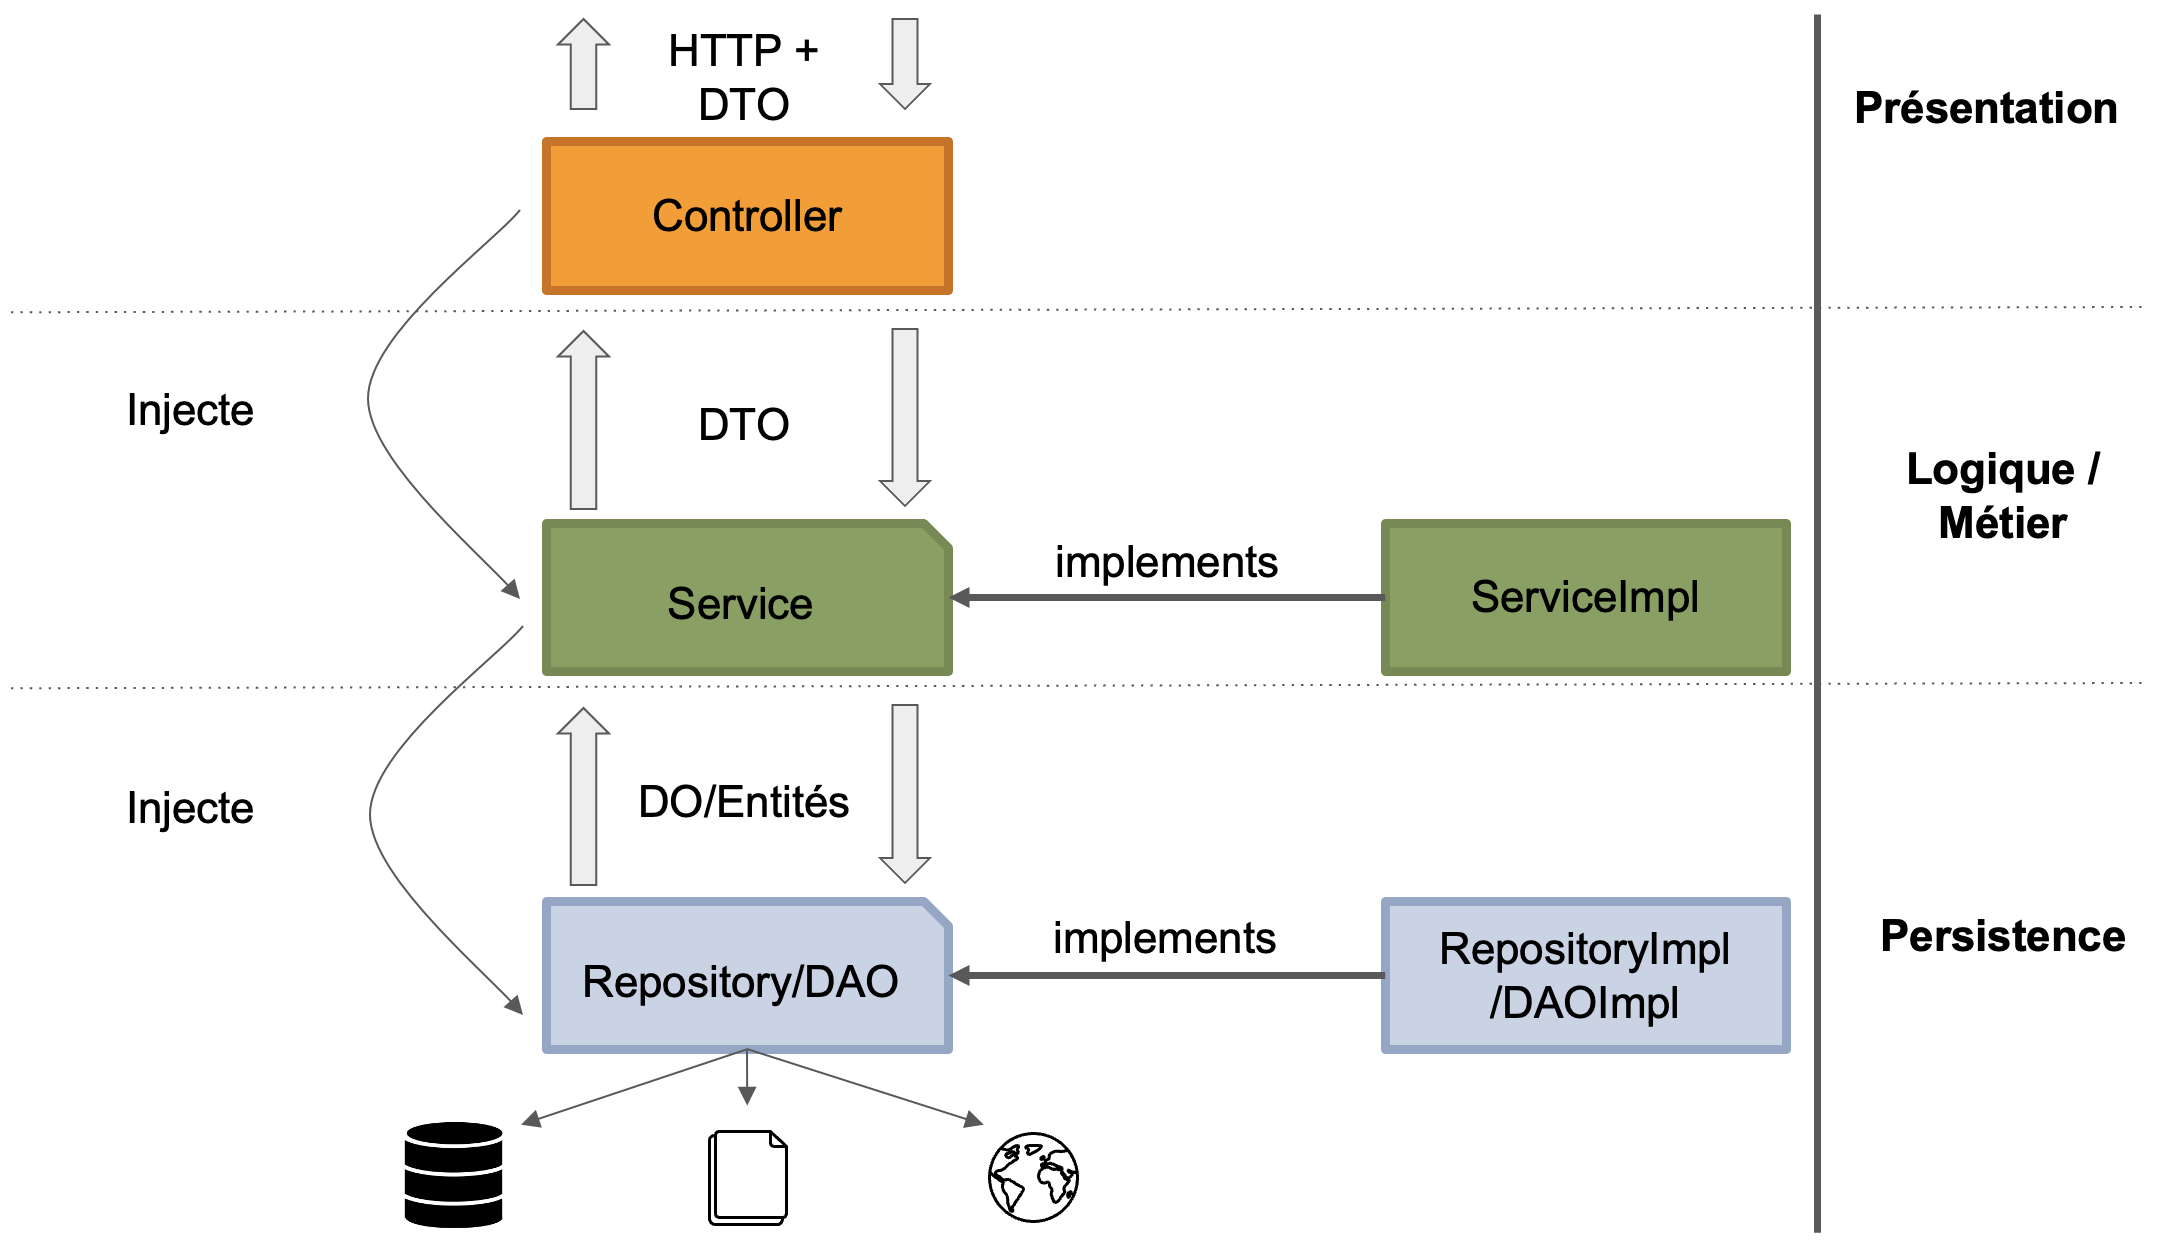 HTTP +
DTO
Présentation
Controller
Injecte
DTO
Logique /
Métier
Service
implements
ServiceImpl
Injecte
DO/Entités
Persistence
Repository/DAO
implements
RepositoryImpl
/DAOImpl